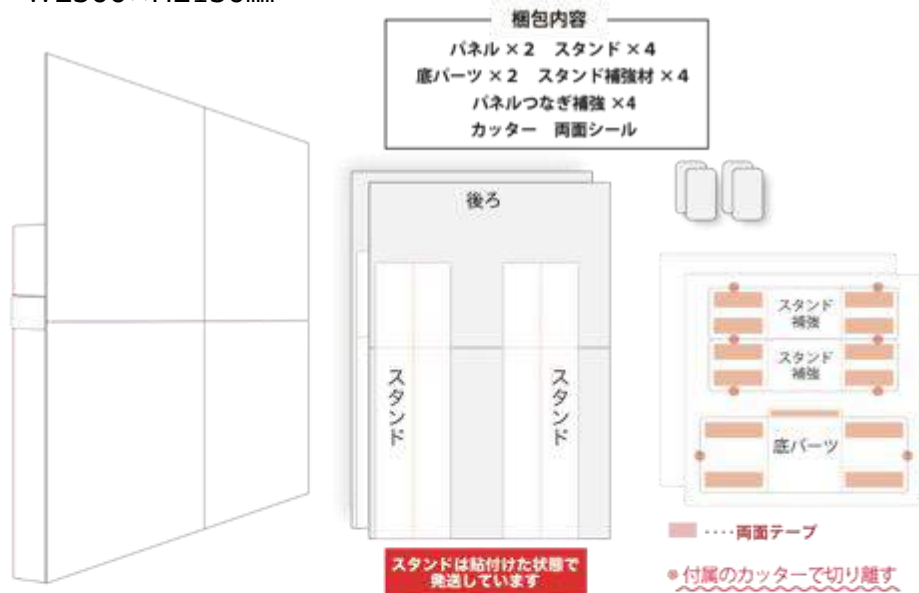 梱包内容
パネル×2　スタンド×4
底パーツ×2　スタンド補強材×4
パネルつなぎ補強×4
カッター　両面シール
後ろ
スタンド
スタンド
スタンド
補強
スタンド
補強
底パーツ
‥‥両面テープ
スタンドは貼付けた状態で
発送しています
付属のカッターで切り離す